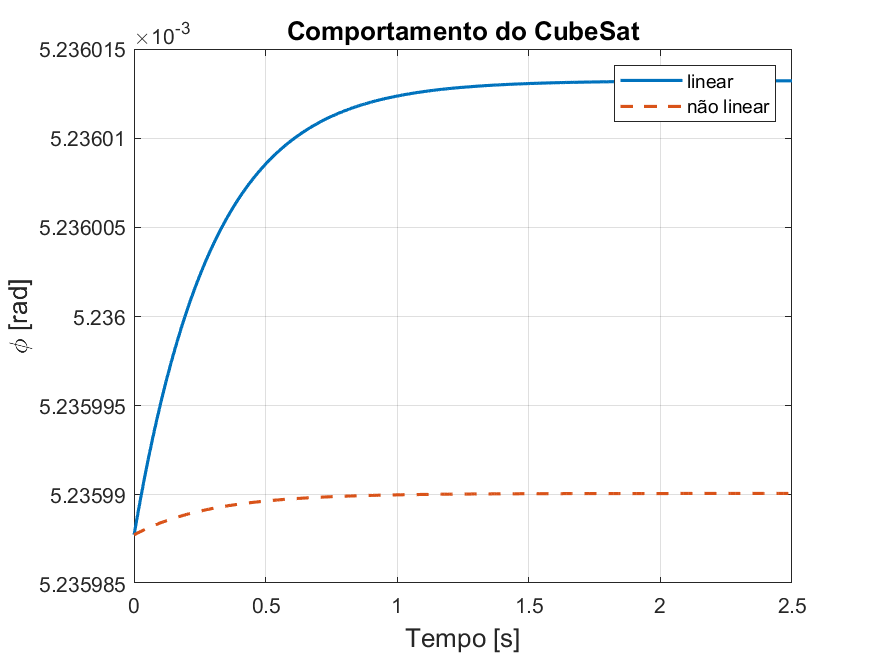 Comportamento do CubeSat
×10-3
5.236015
5.23601
5.236005
5.236
5.235995
5.23599
5.235985
ϕ [rad]
linear
não linear
0
0.5
1
1.5
2
2.5
Tempo [s]